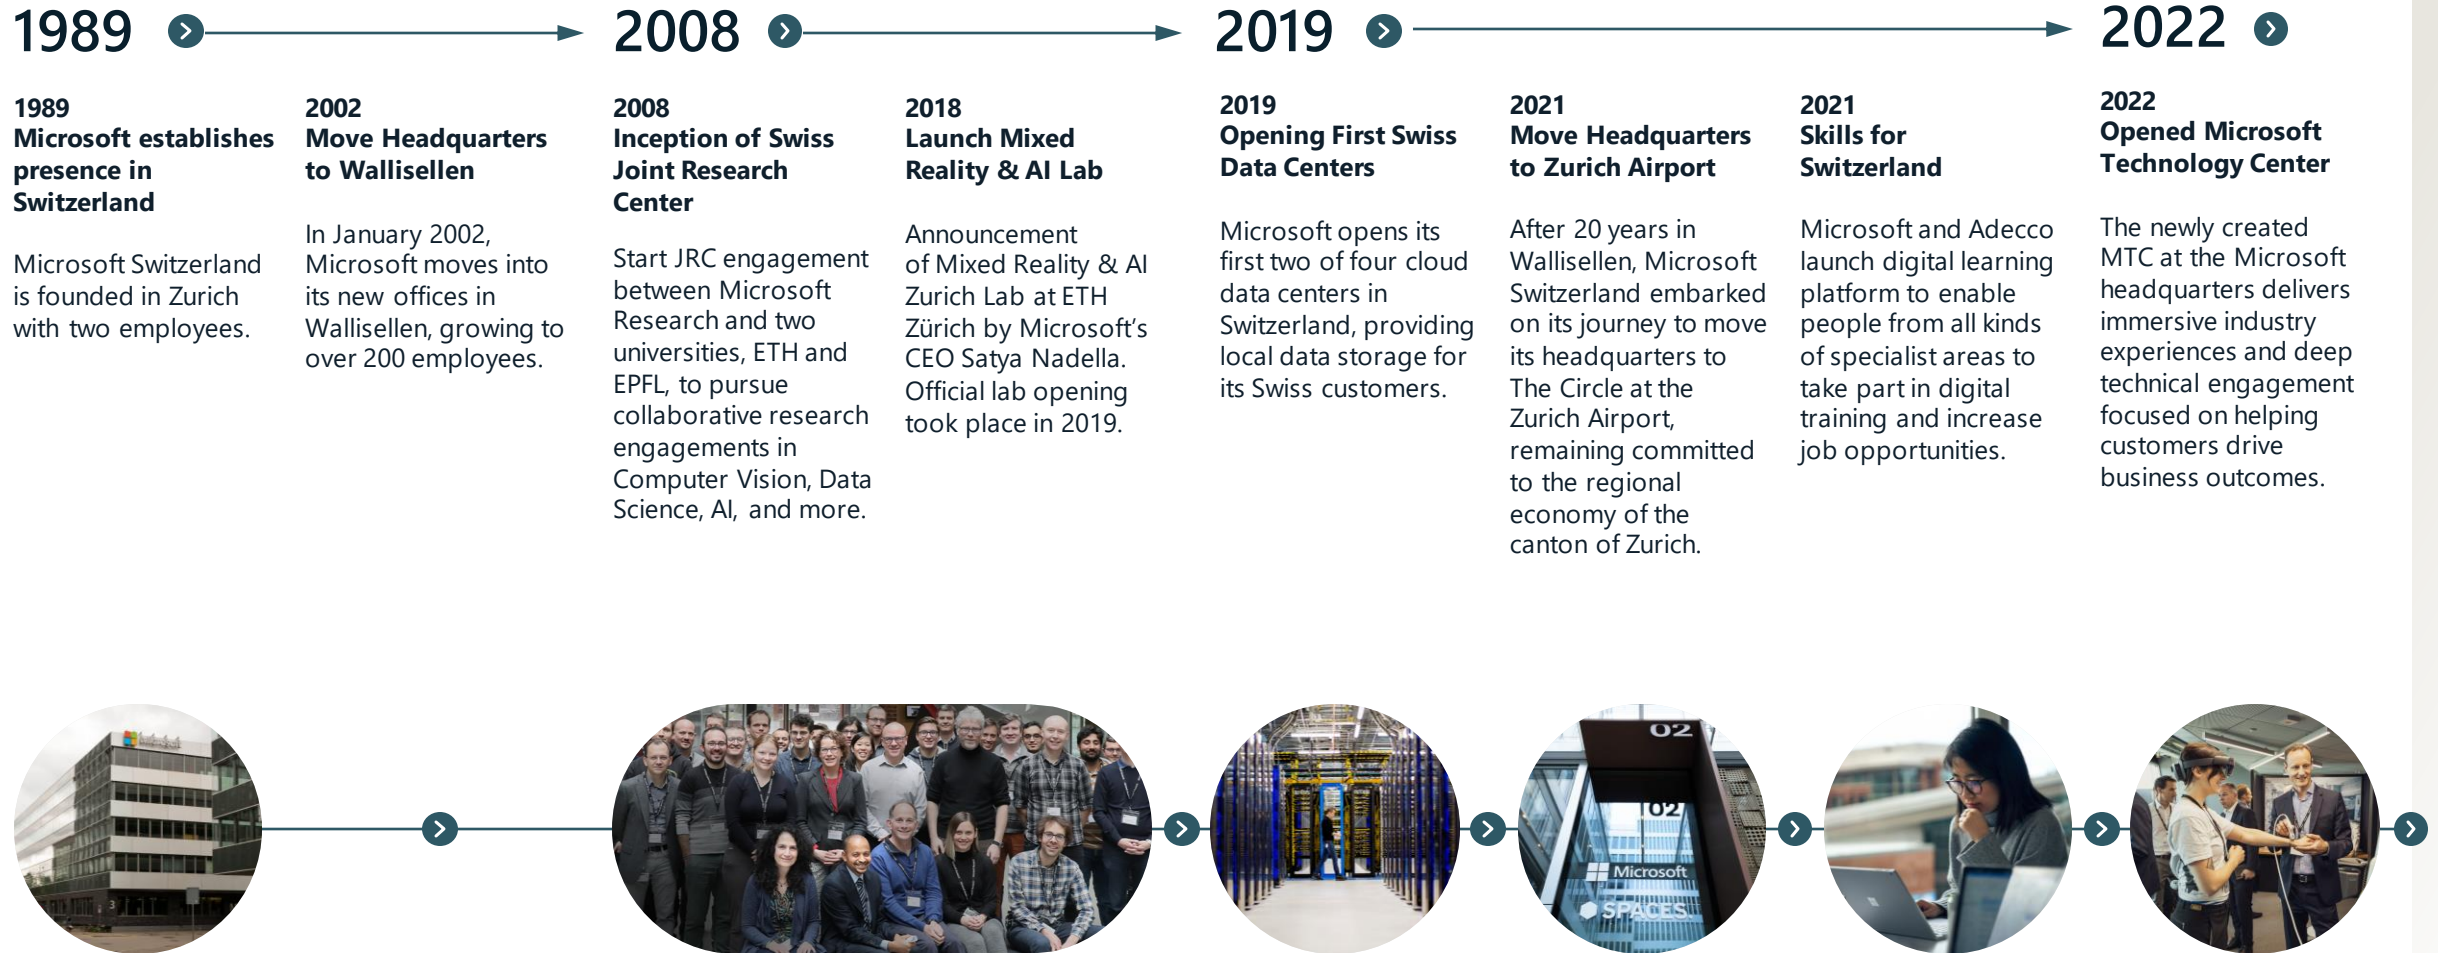 1989
2008
2019
2022
1989
Microsoft establishes
presence in
Switzerland
Microsoft Switzerland
is founded in Zurich
with two employees.
2002
Move Headquarters
to Wallisellen
In January 2002,
Microsoft moves into
its new offices in
Wallisellen, growing to
over 200 employees.
2008
Inception of Swiss
Joint Research
Center
Start JRC engagement
between Microsoft
Research and two
universities, ETH and
EPFL, to pursue
collaborative research
engagements in
Computer Vision, Data
Science, AI, and more.
2018
Launch Mixed
Reality & AI Lab
Announcement
of Mixed Reality & AI
Zurich Lab at ETH
Zürich by Microsoft’s
CEO Satya Nadella.
Official lab opening
took place in 2019.
2019
Opening First Swiss
Data Centers
Microsoft opens its
first two of four cloud
data centers in
Switzerland, providing
local data storage for
its Swiss customers.
2021
Move Headquarters
to Zurich Airport
After 20 years in
Wallisellen, Microsoft
Switzerland embarked
on its journey to move
its headquarters to
The Circle at the
Zurich Airport,
remaining committed
to the regional
economy of the
canton of Zurich.
2021
Skills for
Switzerland
Microsoft and Adecco
launch digital learning
platform to enable
people from all kinds
of specialist areas to
take part in digital
training and increase
job opportunities.
2022
Opened Microsoft
Technology Center
The newly created
MTC at the Microsoft
headquarters delivers
immersive industry
experiences and deep
technical engagement
focused on helping
customers drive
business outcomes.
3
02
02
Microsoft
SPACES